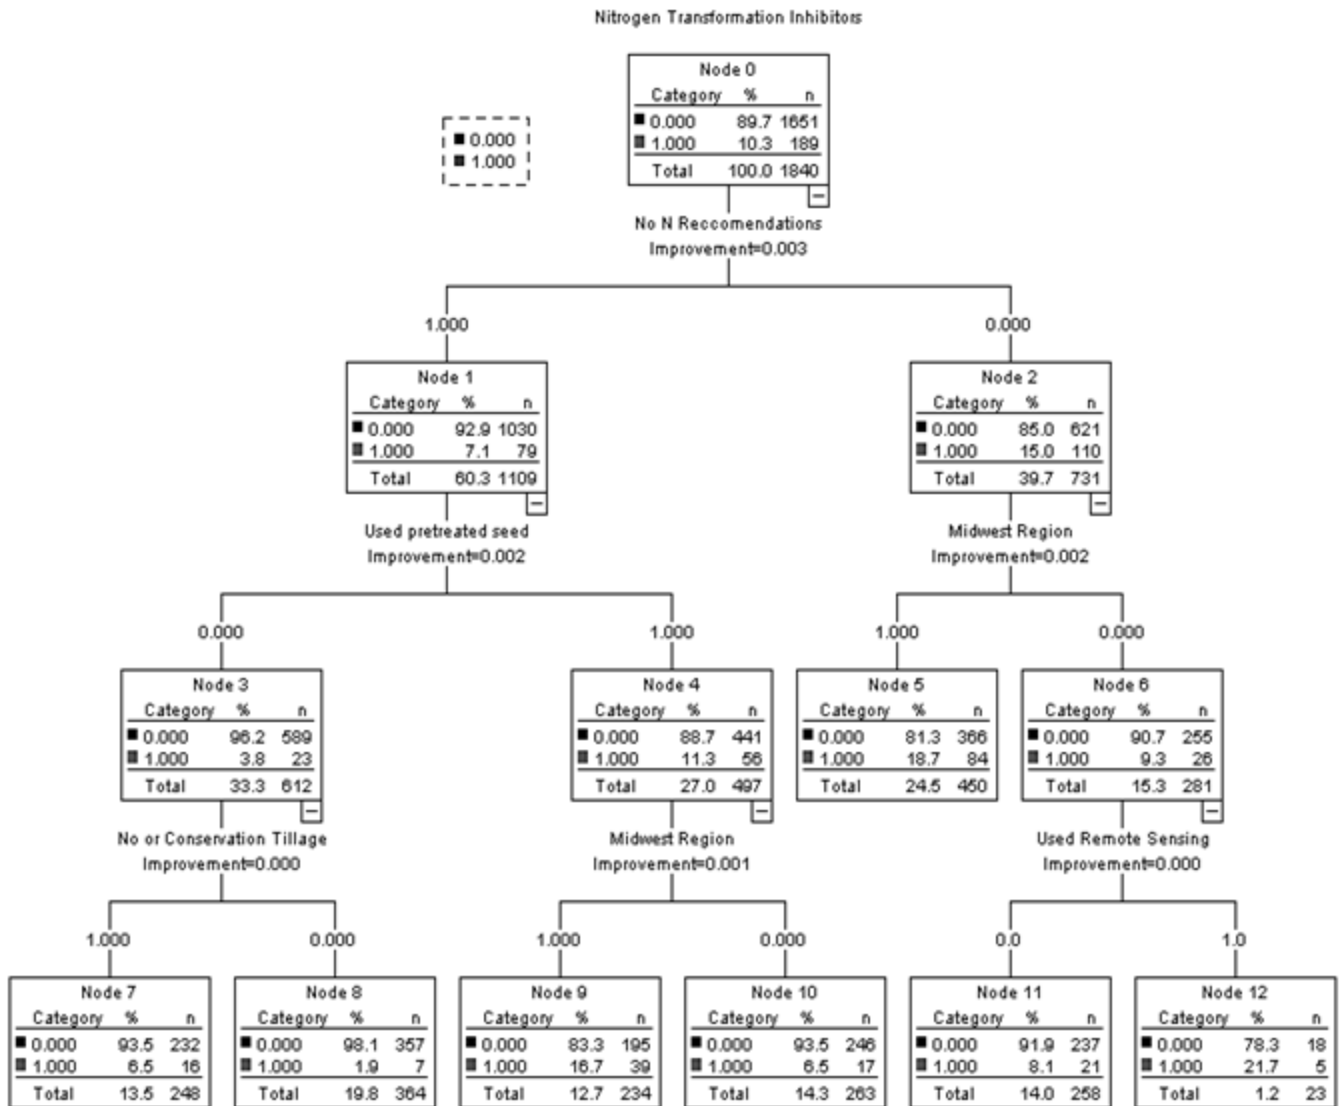 Nitrogen Transformation Inhibitors
Node 0
Category % n
0.000 89.7 1651
1.000 10.3 189
Total 100.0 1840
0.000
1.000
No N Reccomendations
Improvement=0.003
1.000
0.000
Node 1
Category % n
0.000 92.9 1030
1.000 7.1 79
Total 60.3 1109
Node 2
Category % n
0.000 85.0 621
1.000 15.0 110
Total 39.7 731
Used pretreated seed
Improvement=0.002
Midwest Region
Improvement=0.002
0.000
1.000
1.000
0.000
Node 3
Category % n
0.000 96.2 589
1.000 3.8 23
Total 33.3 612
Node 4
Category % n
0.000 88.7 441
1.000 11.3 56
Total 27.0 497
Node 5
Category % n
0.000 81.3 366
1.000 18.7 84
Total 24.5 450
Node 6
Category % n
0.000 90.7 255
1.000 9.3 26
Total 15.3 281
No or Conservation Tillage
Improvement=0.000
Midwest Region
Improvement=0.001
Used Remote Sensing
Improvement=0.000
1.000
0.000
1.000
0.000
0.0
1.0
Node 7
Category % n
0.000 93.5 232
1.000 6.5 16
Total 13.5 248
Node 8
Category % n
0.000 98.1 357
1.000 1.9 7
Total 19.8 364
Node 9
Category % n
0.000 83.3 195
1.000 16.7 39
Total 12.7 234
Node 10
Category % n
0.000 93.5 246
1.000 6.5 17
Total 14.3 263
Node 11
Category % n
0.000 91.9 237
1.000 8.1 21
Total 14.0 258
Node 12
Category % n
0.000 78.3 18
1.000 21.7 5
Total 1.2 23